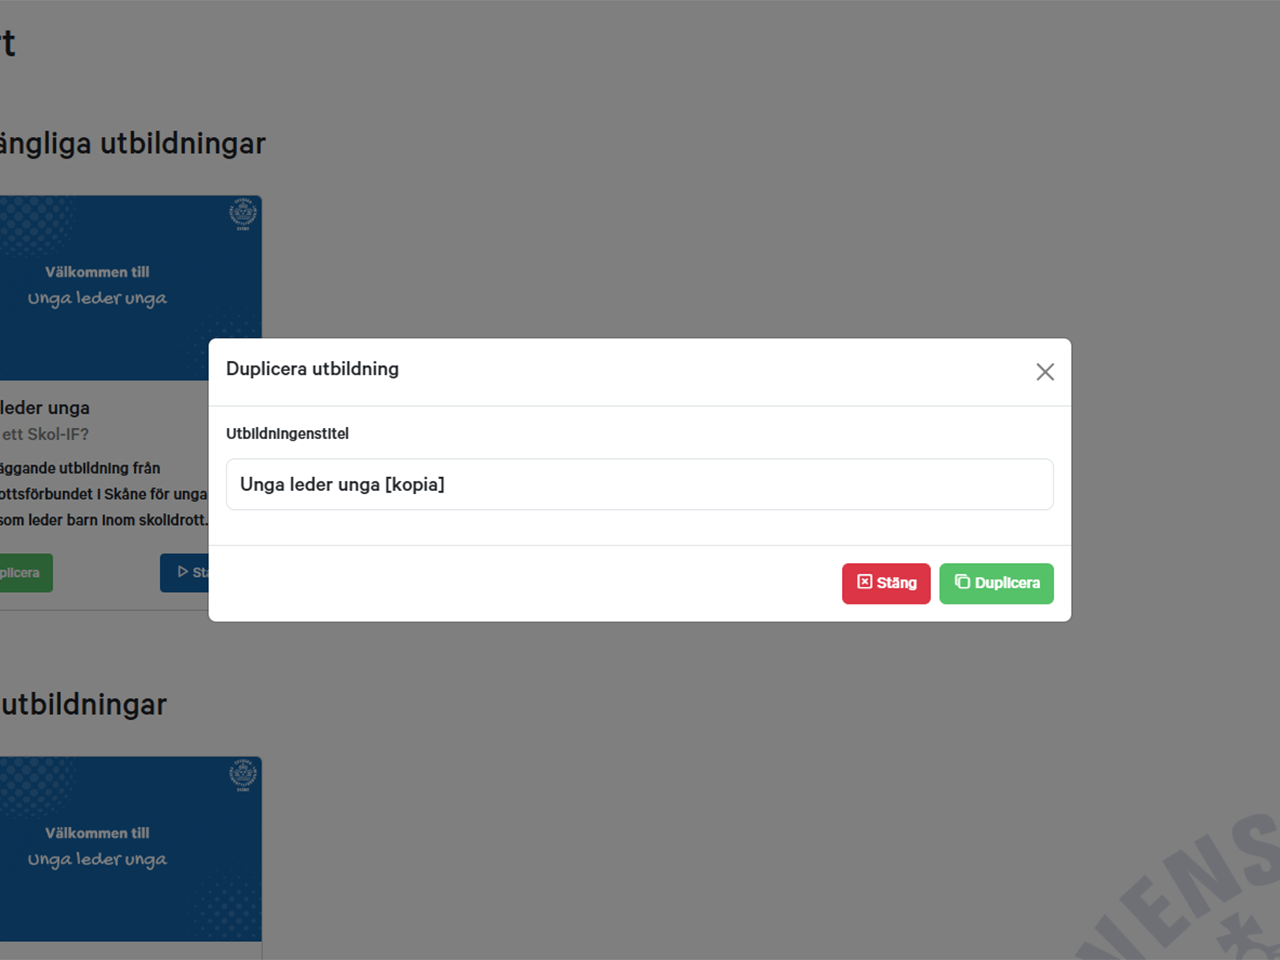 rt
ängliga utbildningar
Välkommen till
Unga leder unga
leder unga
ett Skol-IF?
äggande utbildning från
ottsförbundet i Skåne för unga
som leder barn inom skolidrott.
plicera
Sta
Duplicera utbildning
Utbildningenstitel
Unga leder unga [kopia]
Stäng
Duplicera
utbildningar
Välkommen till
Unga leder unga
VENS